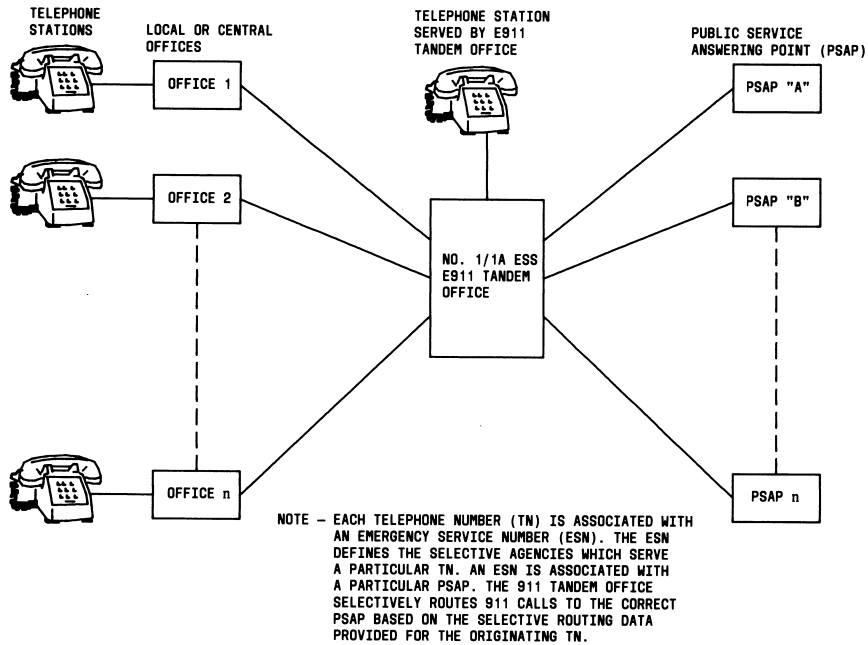 TELEPHONE
STATIONS
LOCAL OR CENTRAL
OFFICES
TELEPHONE STATION
SERVED BY E911
TANDEM OFFICE
PUBLIC SERVICE
ANSWERING POINT (PSAP)
OFFICE 1
PSAP "A"
OFFICE 2
PSAP "B"
NO. 1/1A ESS
E911 TANDEM
OFFICE
OFFICE n
PSAP n
NOTE – EACH TELEPHONE NUMBER (TN) IS ASSOCIATED WITH
AN EMERGENCY SERVICE NUMBER (ESN). THE ESN
DEFINES THE SELECTIVE AGENCIES WHICH SERVE
A PARTICULAR TN. AN ESN IS ASSOCIATED WITH
A PARTICULAR PSAP. THE 911 TANDEM OFFICE
SELECTIVELY ROUTES 911 CALLS TO THE CORRECT
PSAP BASED ON THE SELECTIVE ROUTING DATA
PROVIDED FOR THE ORIGINATING TN.